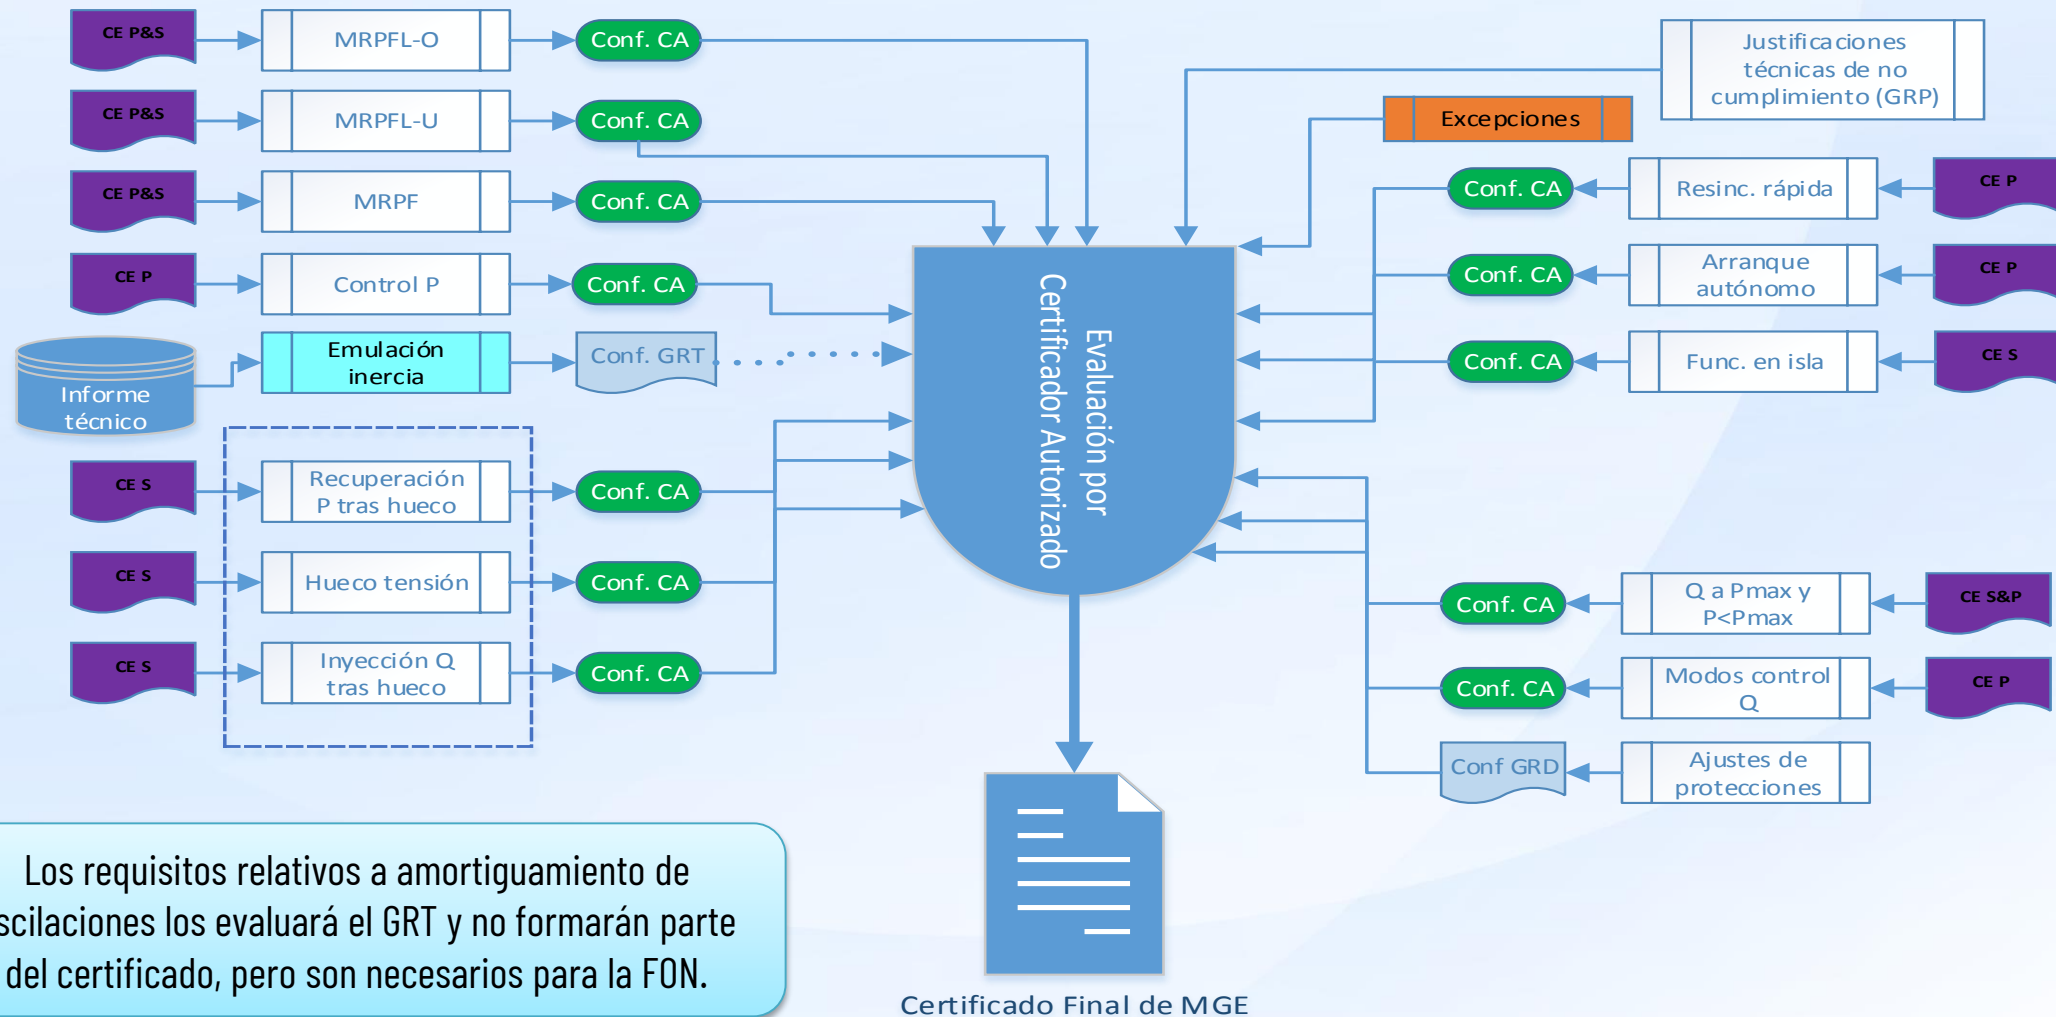 CE P&S
MRPFL-O
Conf. CA
CE P&S
MRPFL-U
Conf. CA
CE P&S
MRPF
Conf. CA
CE P
Control P
Conf. CA
Informe
técnico
Emulación
inercia
Conf. GRT
CE S
Recuperación
P tras hueco
Conf. CA
CE S
Hueco tensión
Conf. CA
CE S
Inyección Q
tras hueco
Conf. CA
Evaluación por
Certificador Autorizado
Justificaciones
técnicas de no
cumplimiento (GRP)
Excepciones
Conf. CA
Resinc. rápida
CE P
Conf. CA
Arranque
autónomo
CE P
Conf. CA
Func. en isla
CE S
Conf. CA
Q a Pmax y
P<Pmax
CE S&P
Conf. CA
Modos control
Q
CE P
Conf GRD
Ajustes de
protecciones
Los requisitos relativos a amortiguamiento de
scilaciones los evaluará el GRT y no formarán parte
del certificado, pero son necesarios para la FON.
Certificado Final de MGE